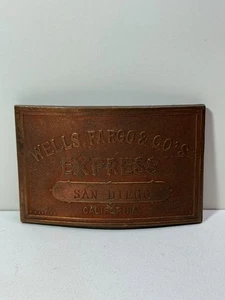 WELLS, FARGO & CO'S
EXPRESS
SAN DIEGO
CALIFORNIA